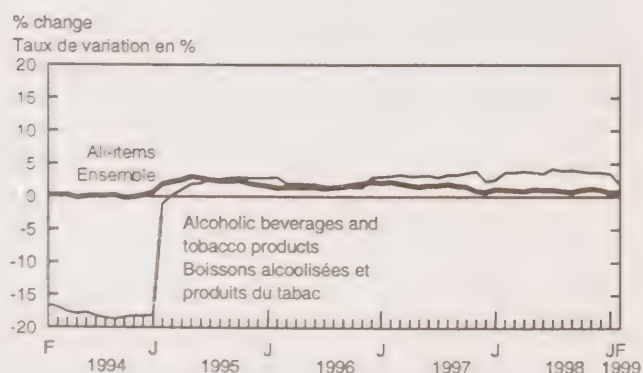 % change
Taux de variation en %
20
15
10
5
0
-5
-10
-15
-20
All-items
Ensemble
Alcoholic beverages and
tobacco products
Boissons alcoolisées et
produits du tabac
F J J J J JF
1994 1995 1996 1997 1998 1999